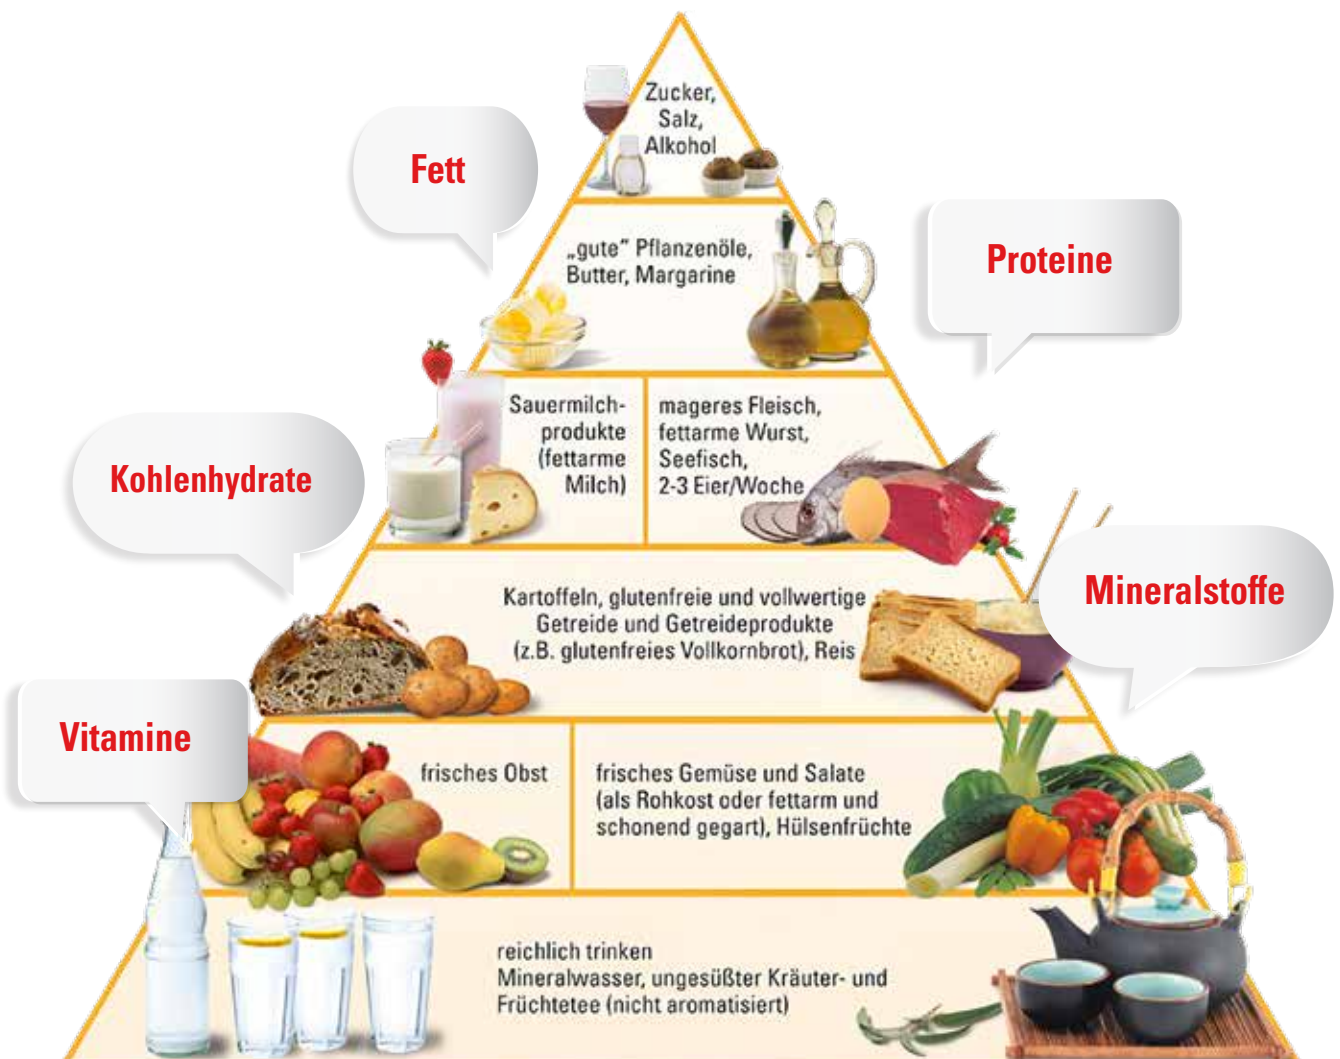 Zucker,
Salz,
Alkohol
Fett
„gute“ Pflanzenöle,
Butter, Margarine
Proteine
Sauermilch-
produkte
(fettarme
Milch)
mageres Fleisch,
fettarme Wurst,
Seefisch,
2-3 Eier/Woche
Kohlenhydrate
Kartoffeln, glutenfreie und vollwertige
Getreide und Getreideprodukte
(z.B. glutenfreies Vollkornbrot), Reis
Mineralstoffe
Vitamine
frisches Obst
frisches Gemüse und Salate
(als Rohkost oder fettarm und
schonend gegart), Hülsenfrüchte
reichlich trinken
Mineralwasser, ungesüßter Kräuter- und
Früchtetee (nicht aromatisiert)